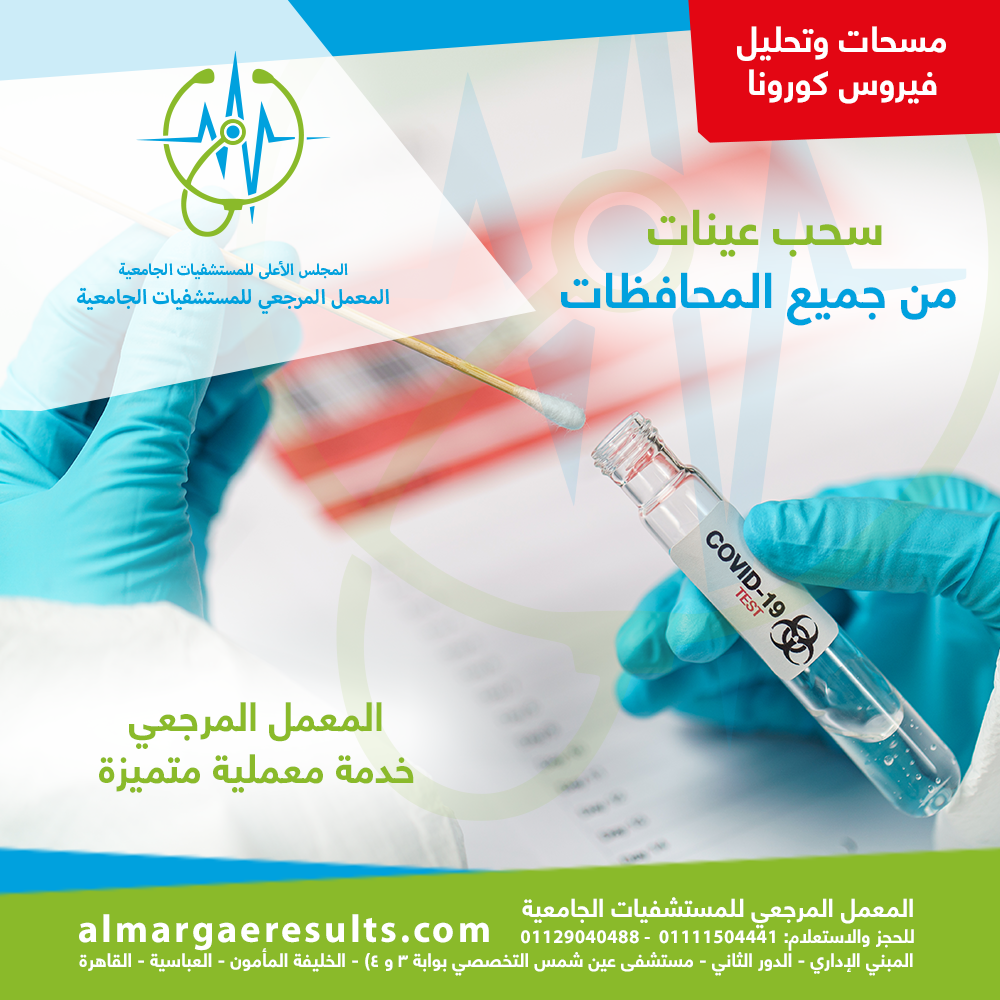 مسحات وتحليل
فيروس كورونا
المجلس الأعلى للمستشفيات الجامعية
المعمل المرجعي للمستشفيات الجامعية
سحب عينات
من جميع المحافظات
COVID-19
TEST
المعمل المرجعي
خدمة معملية متميزة
المعمل المرجعي للمستشفيات الجامعية
للحجز والاستعلام: 01111504441 - 01129040488
almargaeresults.com
المبني الإداري - الدور الثاني - مستشفى عين شمس التخصصي بوابة ٣ و ٤) - الخليفة المأمون - العباسية - القاهرة